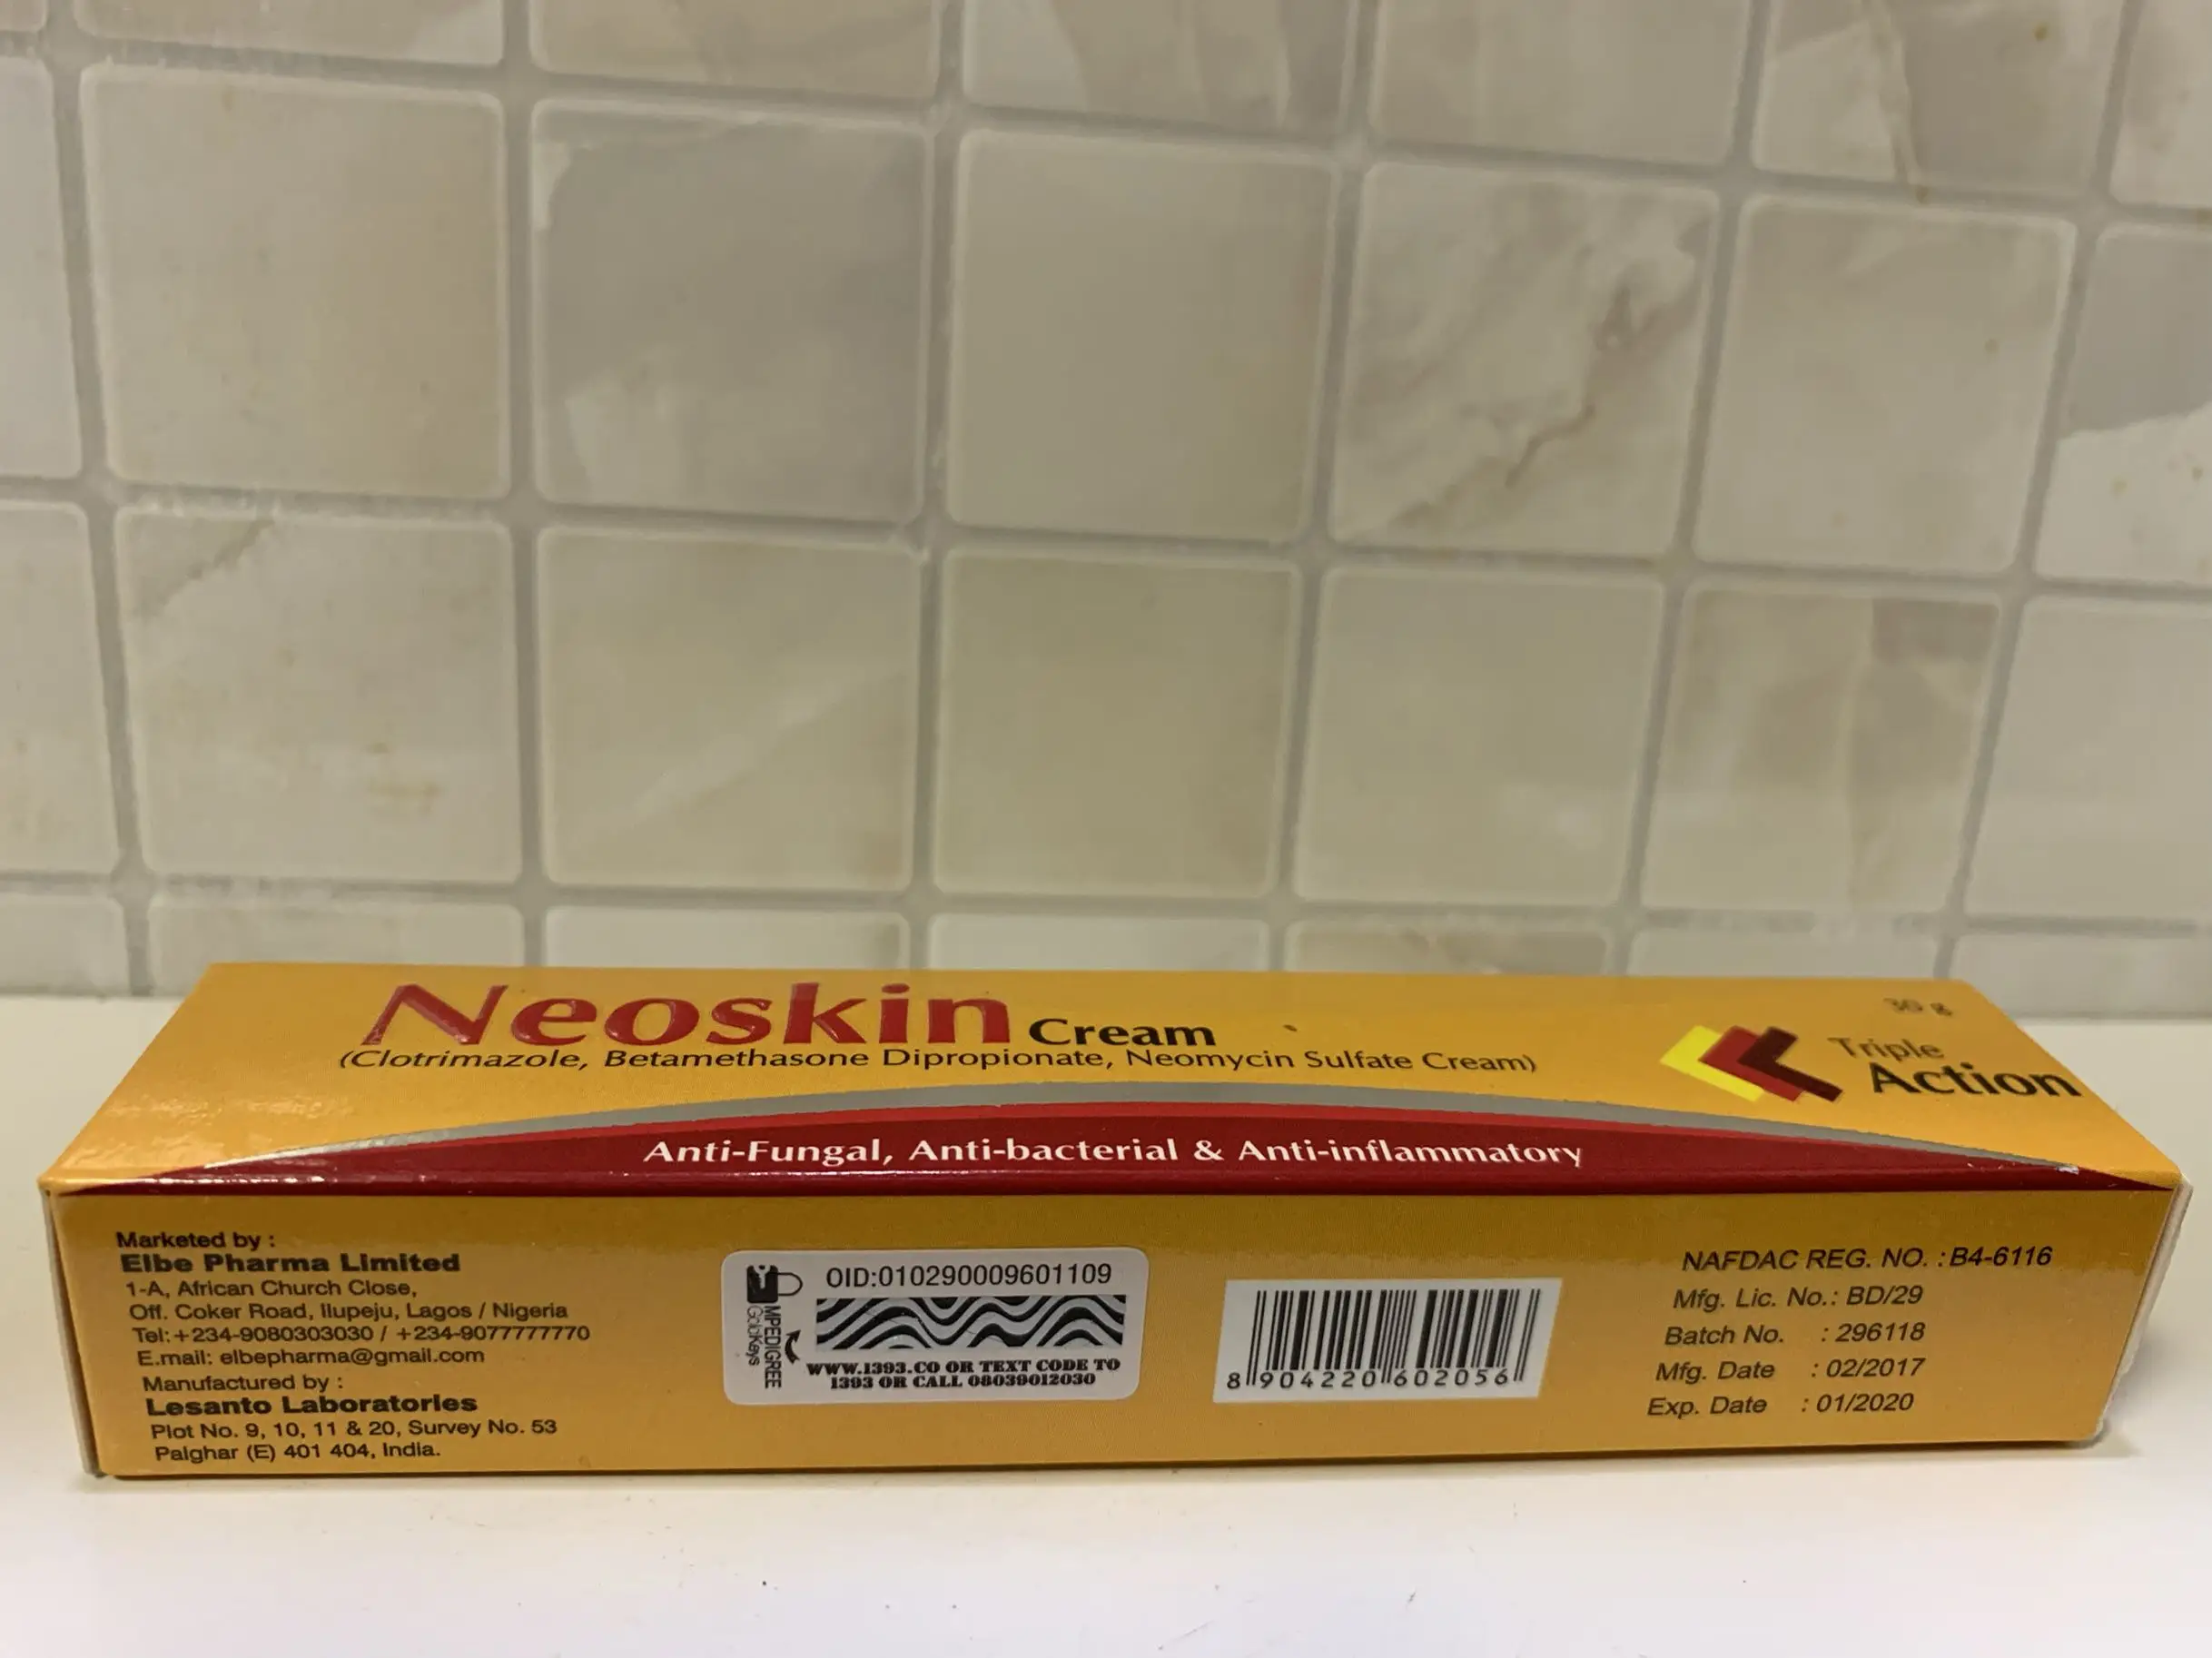 Neoskin Cream
(Clotrimazole, Betamethasone Dipropionate, Neomycin Sulfate Cream)
30 g
Triple
Action
Anti-Fungal, Anti-bacterial & Anti-inflammatory
Marketed by :
Elbe Pharma Limited
1-A, African Church Close,
Off. Coker Road, Ilupeju, Lagos / Nigeria
Tel:+234-9080303030 / +234-9077777770
E.mail: elbepharma@gmail.com
Manufactured by :
Lesanto Laboratories
Plot No. 9, 10, 11 & 20, Survey No. 53
Palghar (E) 401 404, India.
MPEDIGREE
GoldKeys
OID:010290009601109
WWW.1393.CO OR TEXT CODE TO
1393 OR CALL 08039012030
8 904220 602056
NAFDAC REG. NO. : B4-6116
Mfg. Lic. No.: BD/29
Batch No. : 296118
Mfg. Date : 02/2017
Exp. Date : 01/2020